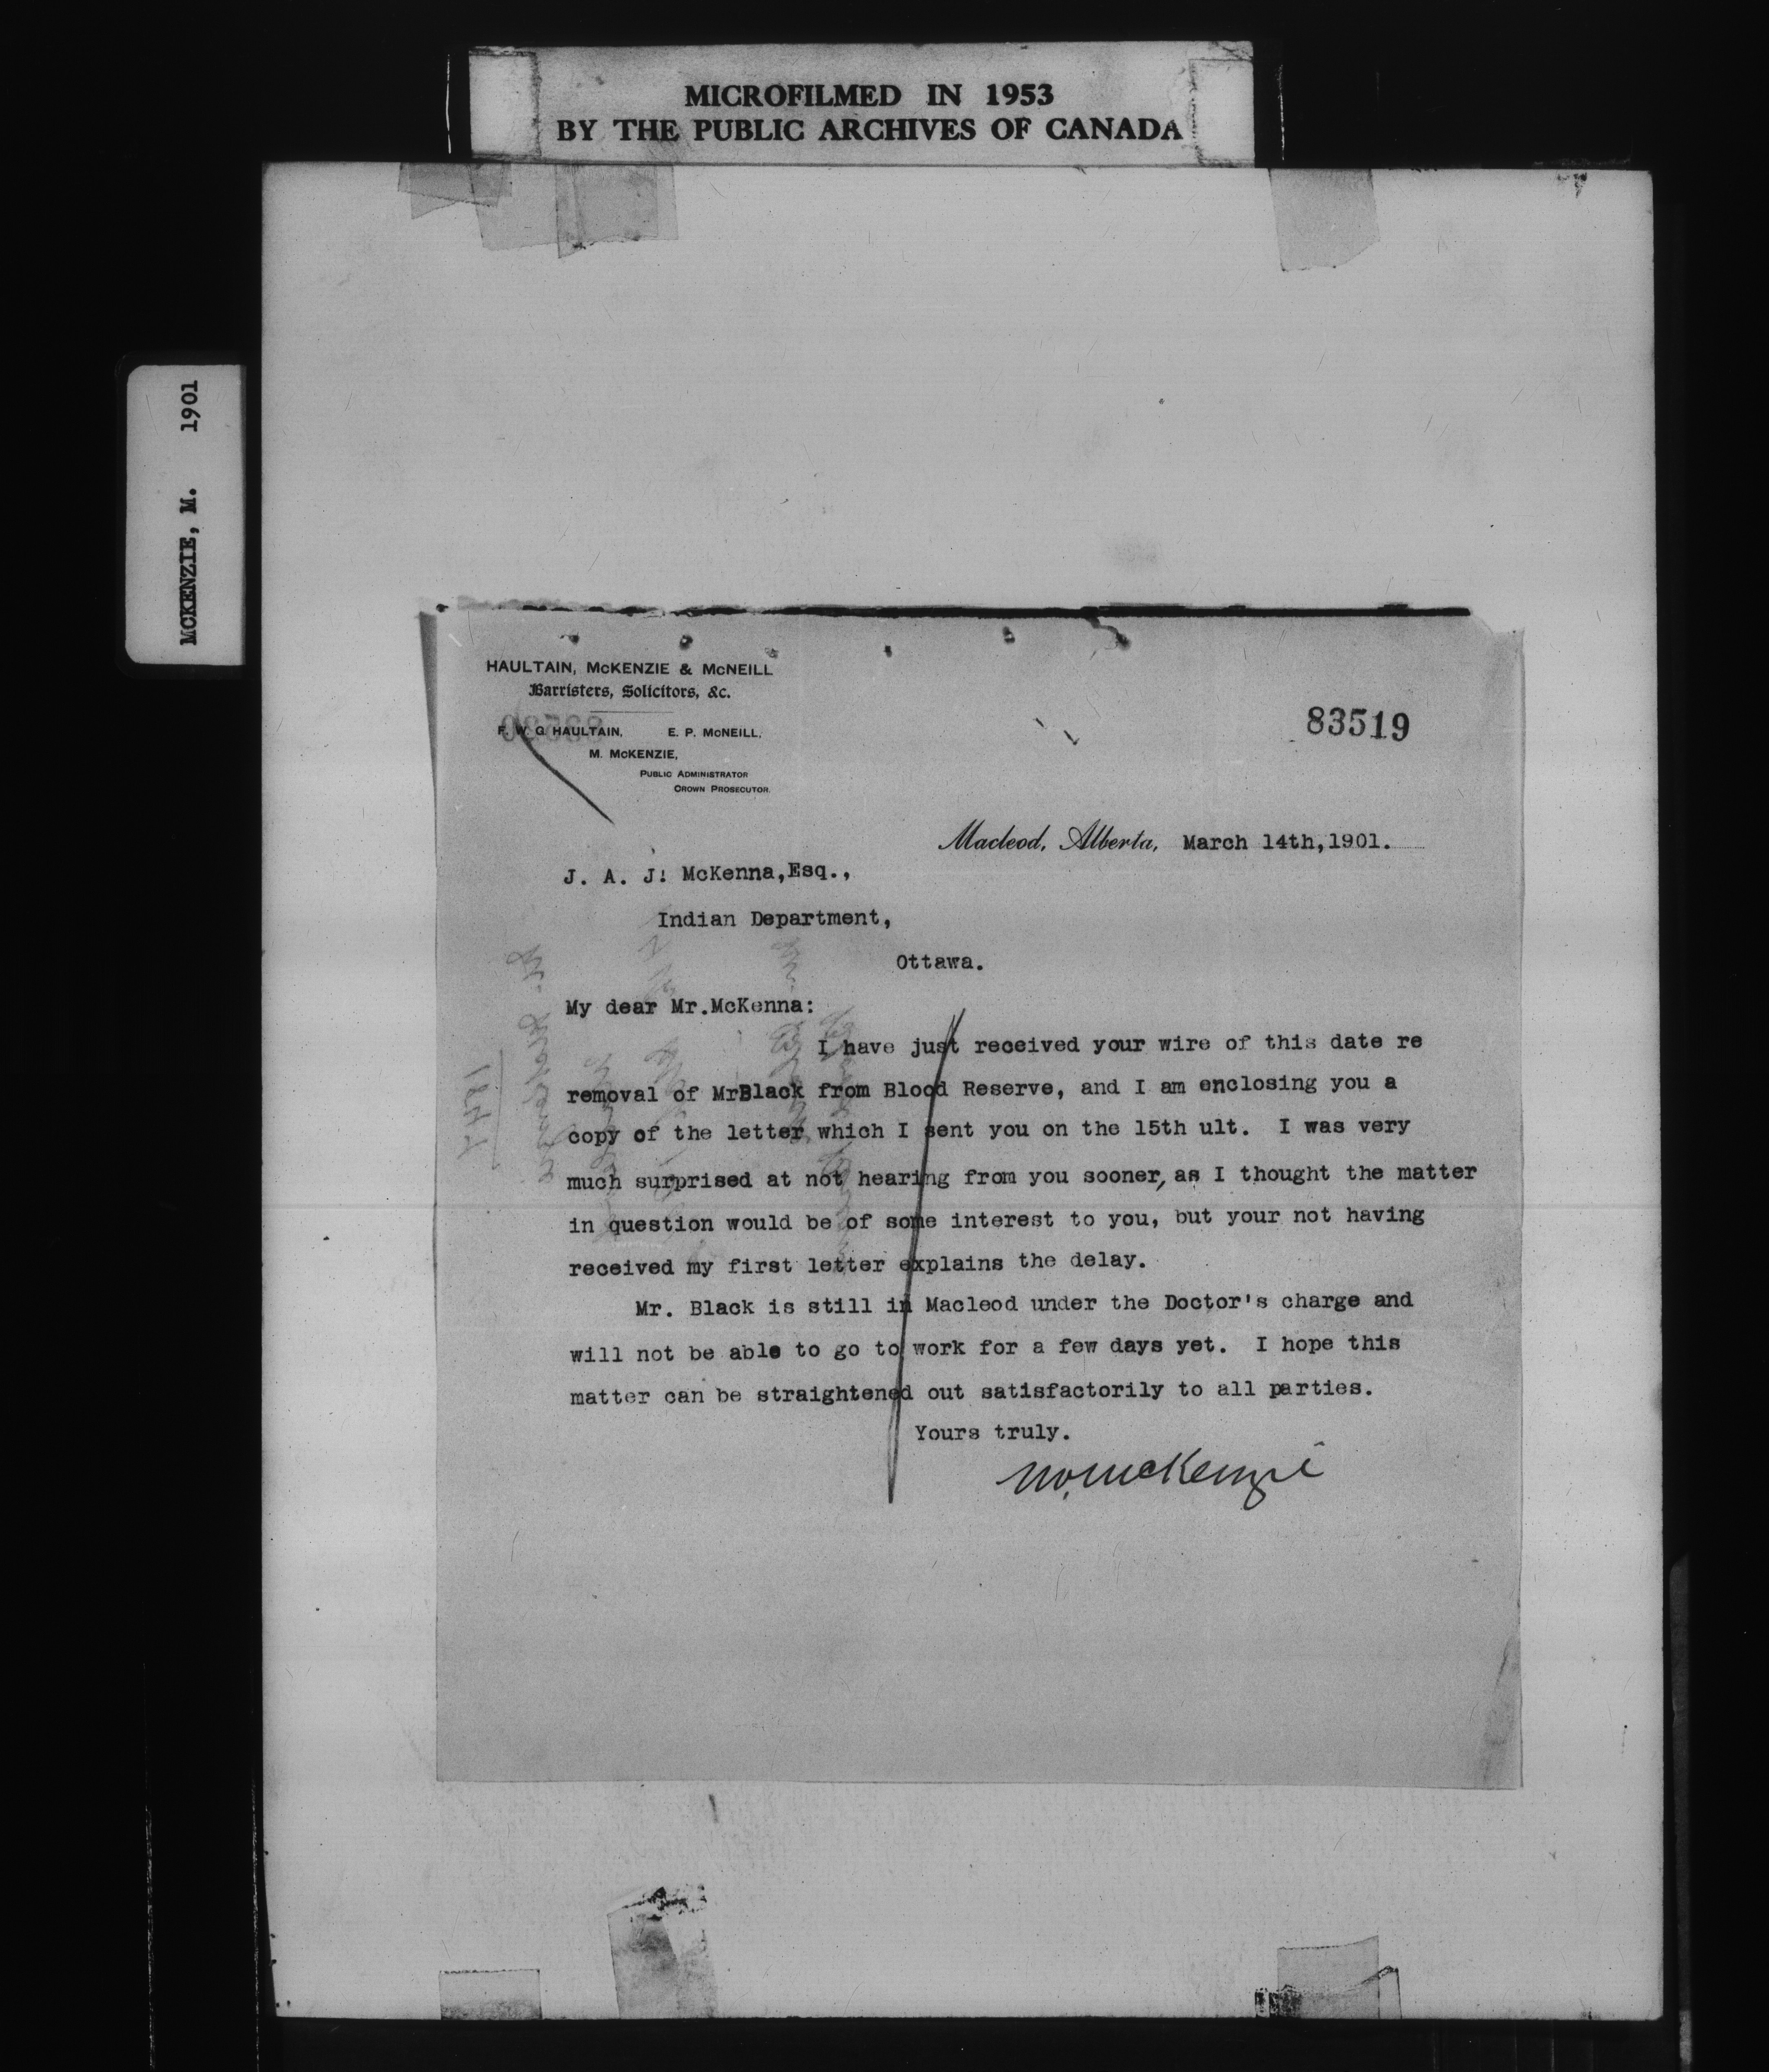 MICROFILMED IN 1953
BY THE PUBLIC ARCHIVES OF CANADA
MCKENZIE, M. 1901
HAULTAIN, McKENZIE & McNEILL
Barristers, Solicitors, &c.
F. W. G. HAULTAIN, E. P. McNEILL,
M. McKENZIE,
PUBLIC ADMINISTRATOR
CROWN PROSECUTOR.
83519
Macleod, Alberta, March 14th,1901.
J. A. J. McKenna,Esq.,
Indian Department,
Ottawa.
My dear Mr.McKenna:
I have just received your wire of this date re
removal of MrBlack from Blood Reserve, and I am enclosing you a
copy of the letter which I sent you on the 15th ult. I was very
much surprised at not hearing from you sooner, as I thought the matter
in question would be of some interest to you, but your not having
received my first letter explains the delay.
Mr. Black is still in Macleod under the Doctor's charge and
will not be able to go to work for a few days yet. I hope this
matter can be straightened out satisfactorily to all parties.
Yours truly.
M. McKenzie